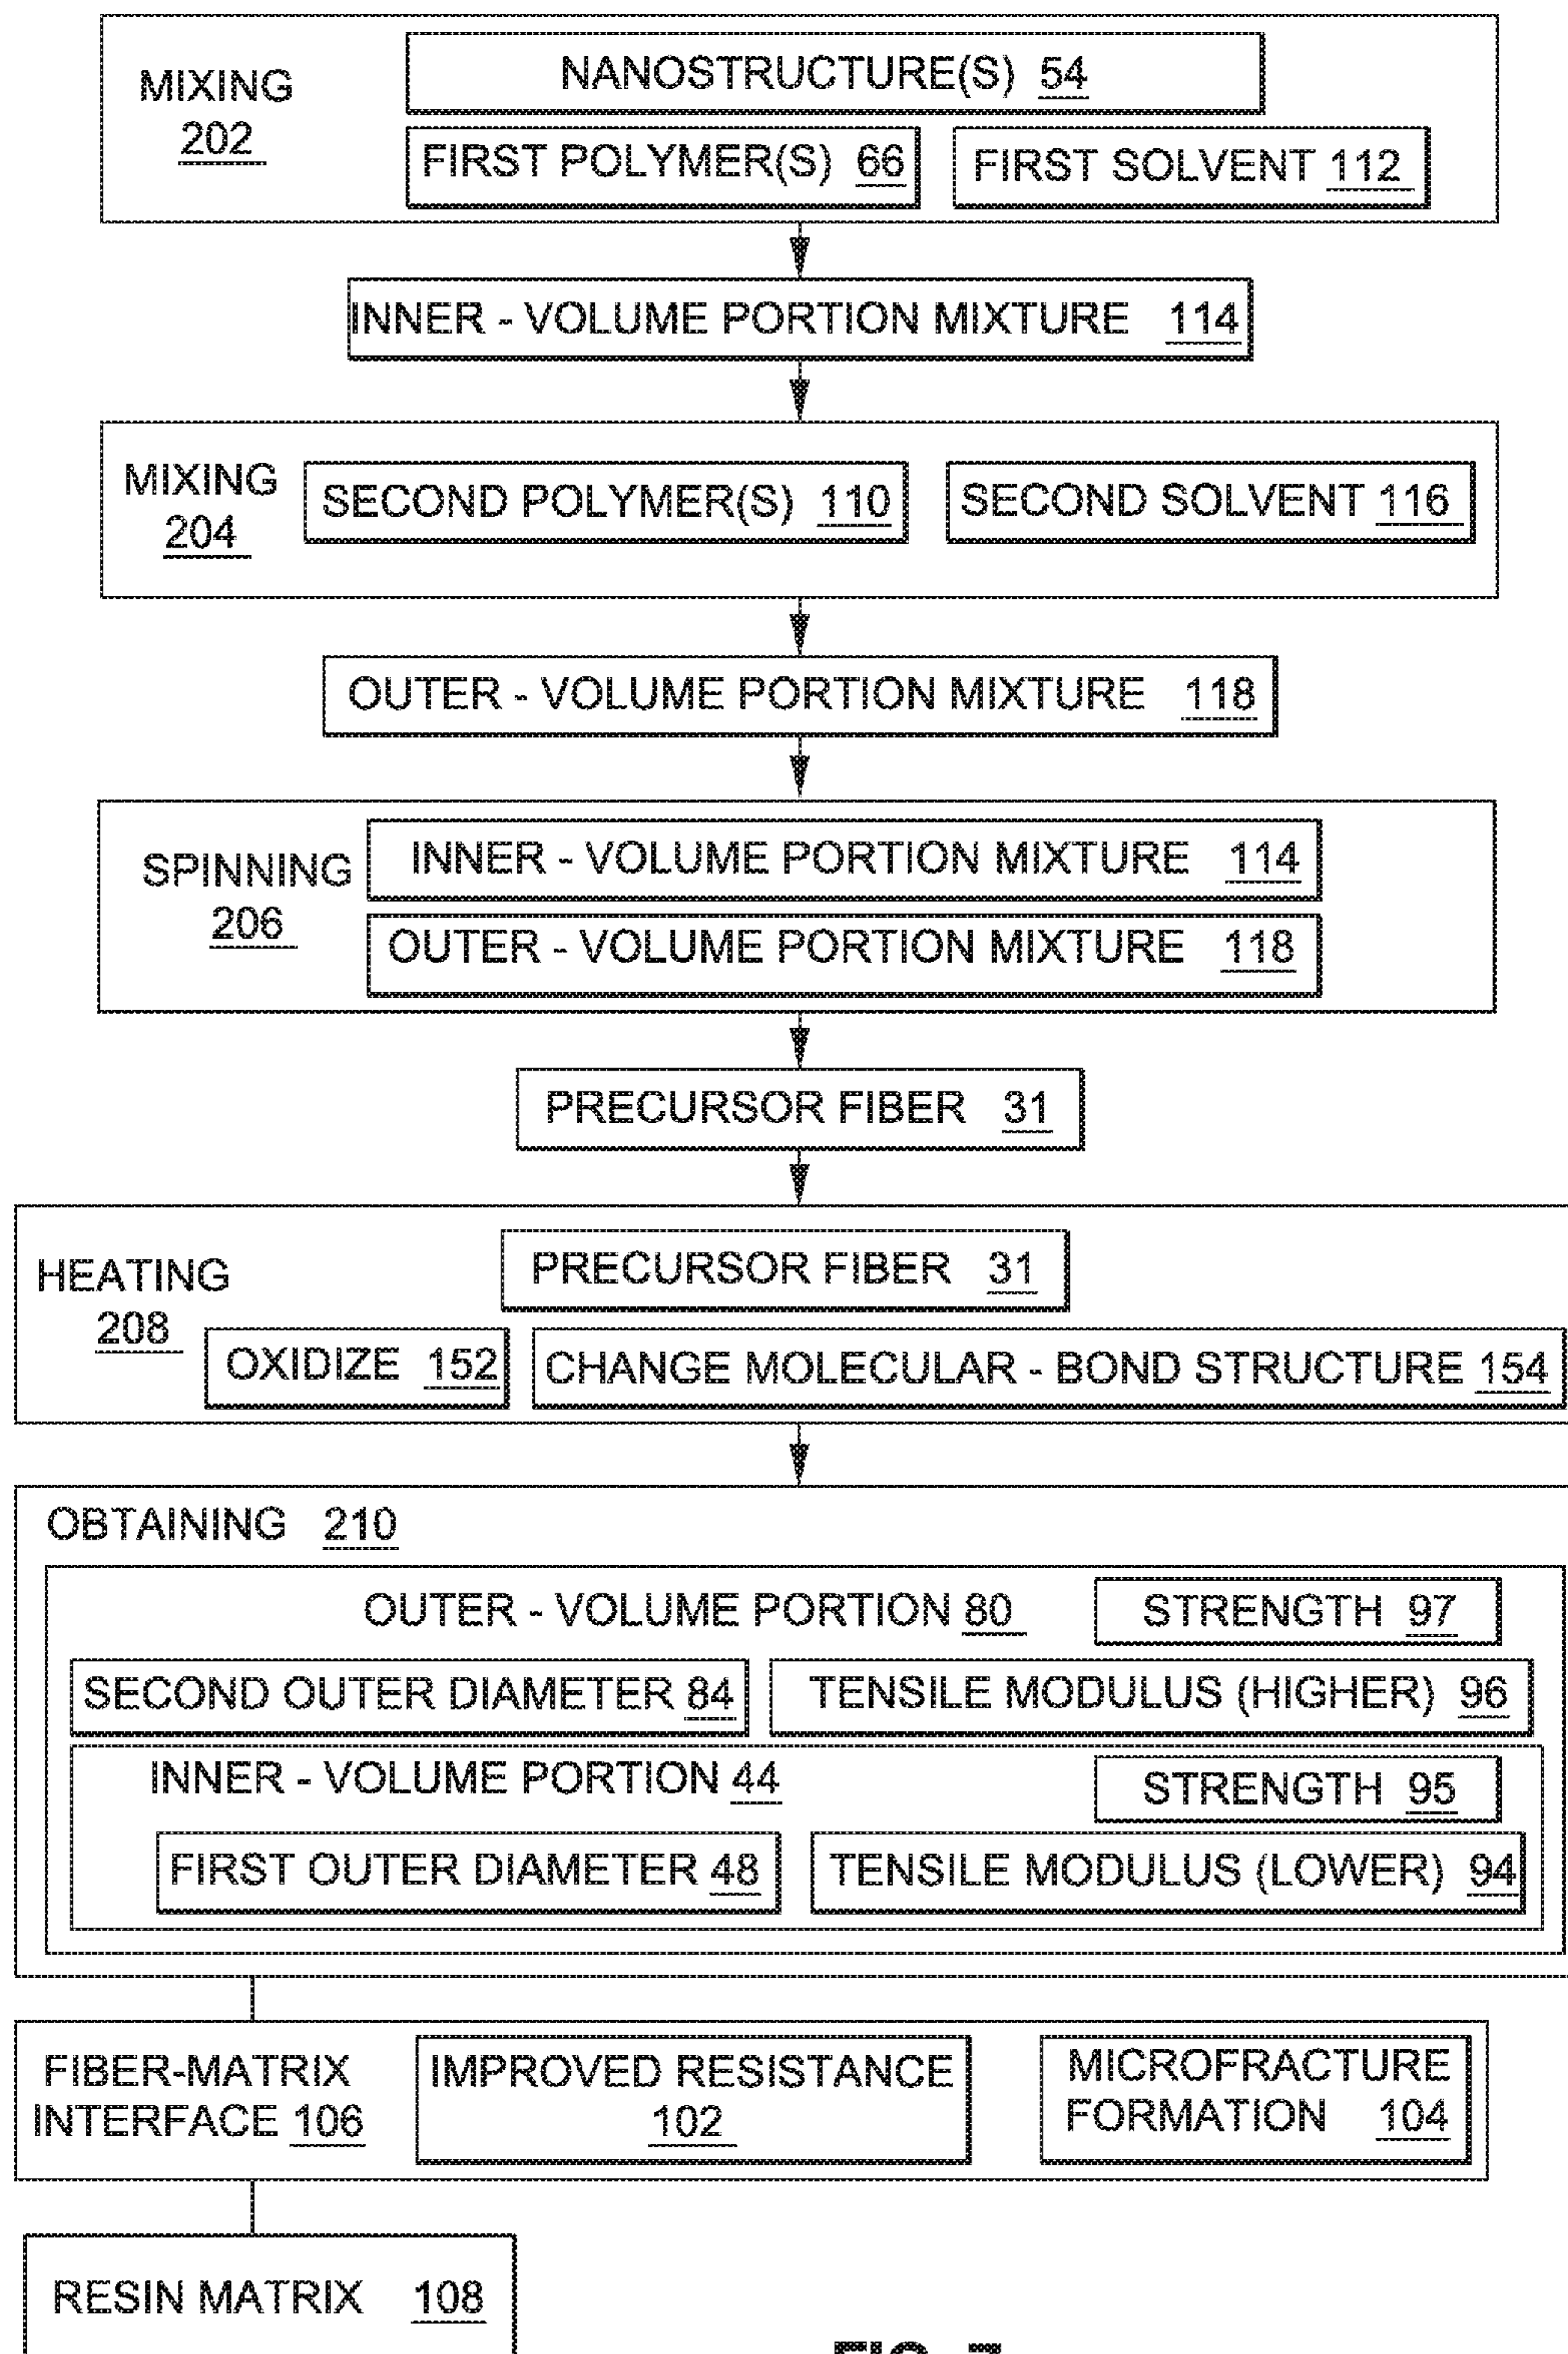 MIXING
202
NANOSTRUCTURE(S) 54
FIRST POLYMER(S) 66
FIRST SOLVENT 112
INNER - VOLUME PORTION MIXTURE 114
MIXING
204
SECOND POLYMER(S) 110
SECOND SOLVENT 116
OUTER - VOLUME PORTION MIXTURE 118
SPINNING
206
INNER - VOLUME PORTION MIXTURE 114
OUTER - VOLUME PORTION MIXTURE 118
PRECURSOR FIBER 31
HEATING
208
PRECURSOR FIBER 31
OXIDIZE 152
CHANGE MOLECULAR - BOND STRUCTURE 154
OBTAINING 210
OUTER - VOLUME PORTION 80
STRENGTH 97
SECOND OUTER DIAMETER 84
TENSILE MODULUS (HIGHER) 96
INNER - VOLUME PORTION 44
STRENGTH 95
FIRST OUTER DIAMETER 48
TENSILE MODULUS (LOWER) 94
FIBER-MATRIX
INTERFACE 106
IMPROVED RESISTANCE
102
MICROFRACTURE
FORMATION 104
RESIN MATRIX 108